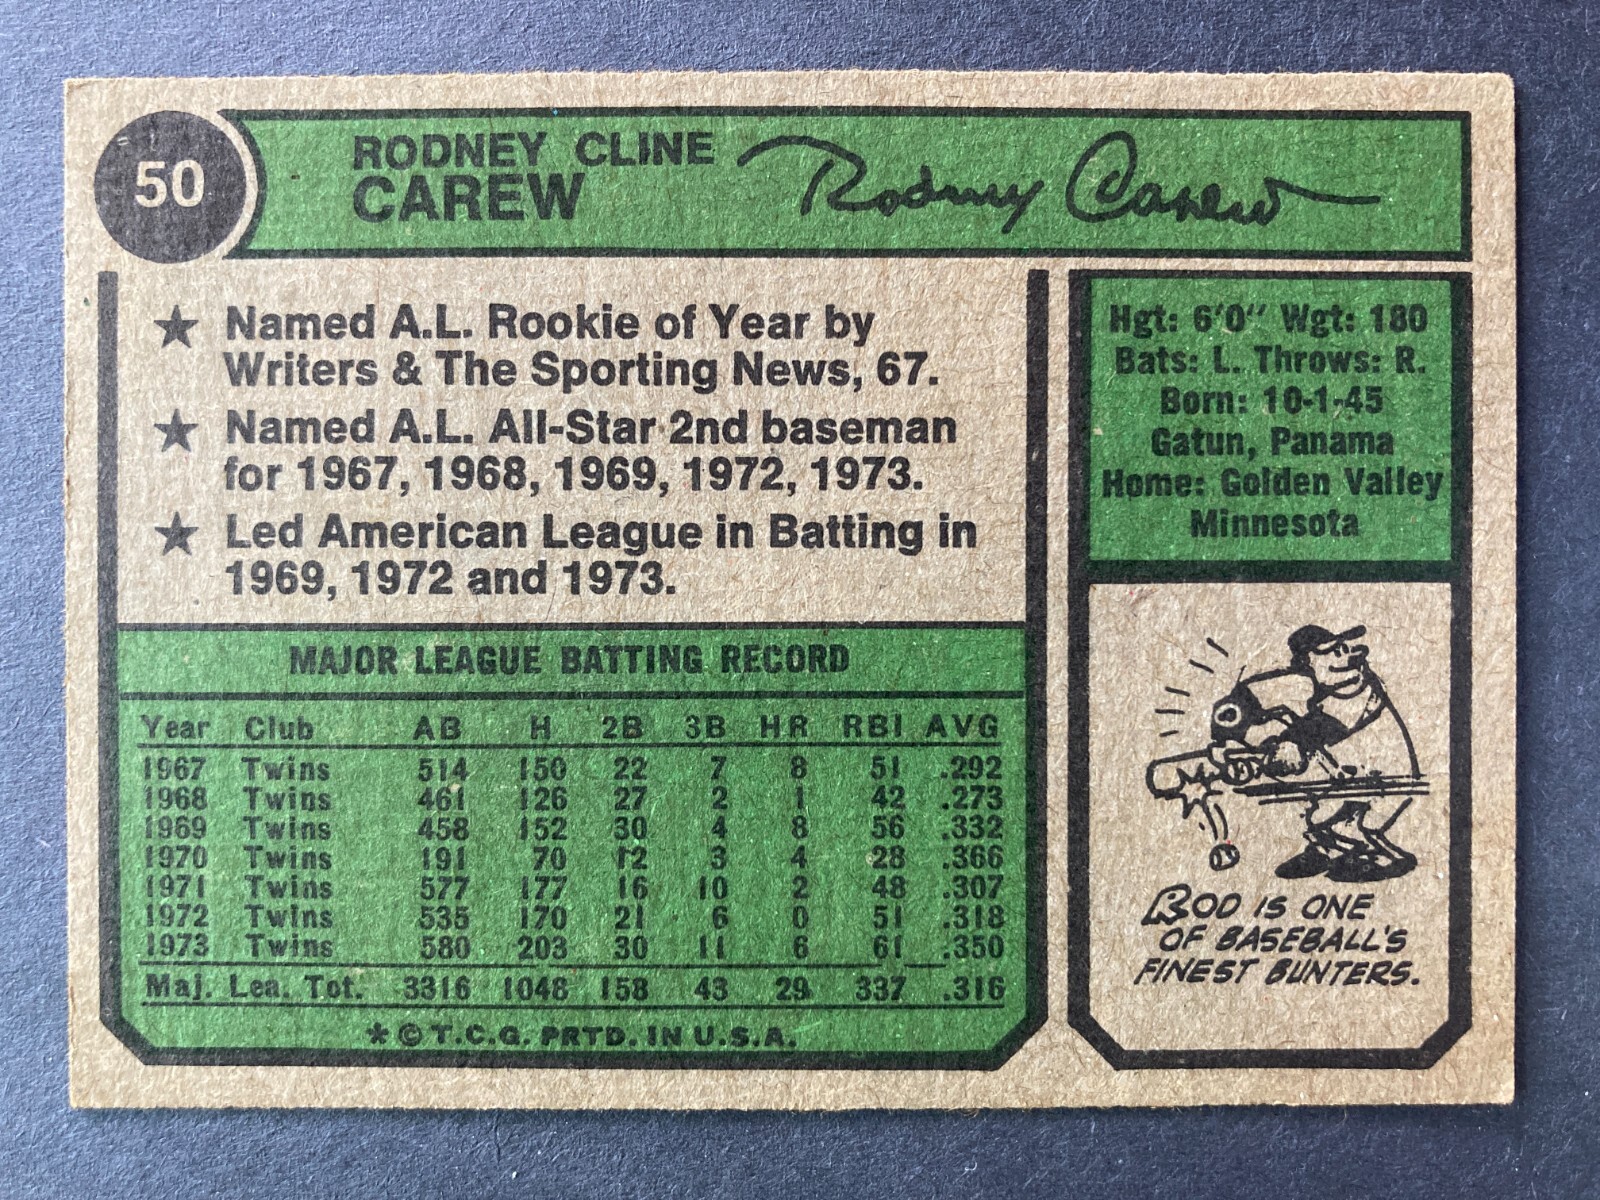 50
RODNEY CLINE
CAREW
Rodney Carew
★ Named A.L. Rookie of Year by
Writers & The Sporting News, 67.
★ Named A.L. All-Star 2nd baseman
for 1967, 1968, 1969, 1972, 1973.
★ Led American League in Batting in
1969, 1972 and 1973.
MAJOR LEAGUE BATTING RECORD
Year Club AB H 2B 3B HR RBI AVG
1967 Twins 514 150 22 7 8 51 .292
1968 Twins 461 126 27 2 1 42 .273
1969 Twins 458 152 30 4 8 56 .332
1970 Twins 191 70 12 3 4 28 .366
1971 Twins 577 177 16 10 2 48 .307
1972 Twins 535 170 21 6 0 51 .318
1973 Twins 580 203 30 11 6 61 .350
Maj. Lea. Tot. 3316 1048 158 43 29 337 .316
*© T.C.G. PRTD. IN U.S.A.
Hgt: 6'0" Wgt: 180
Bats: L. Throws: R.
Born: 10-1-45
Gatun, Panama
Home: Golden Valley
Minnesota
ROD IS ONE
OF BASEBALL'S
FINEST BUNTERS.